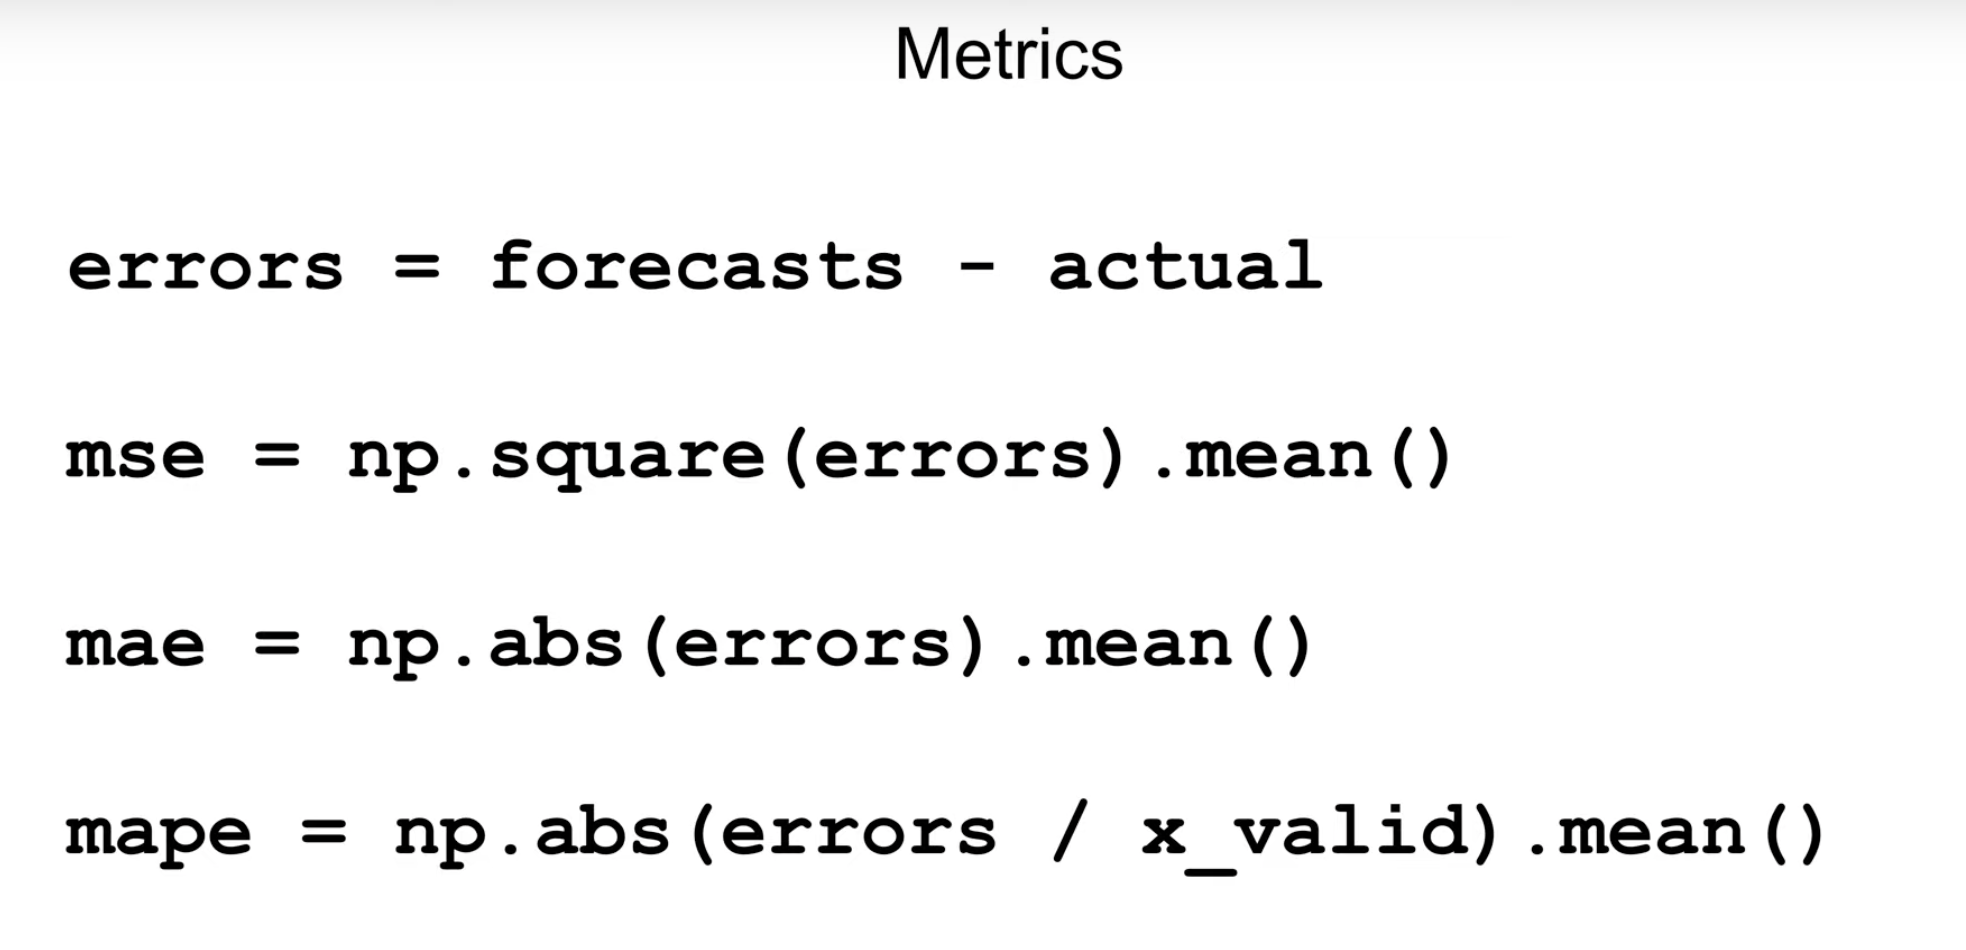 Metrics
errors = forecasts - actual
mse = np.square(errors).mean()
mae = np.abs(errors).mean()
mape = np.abs(errors / x_valid).mean()